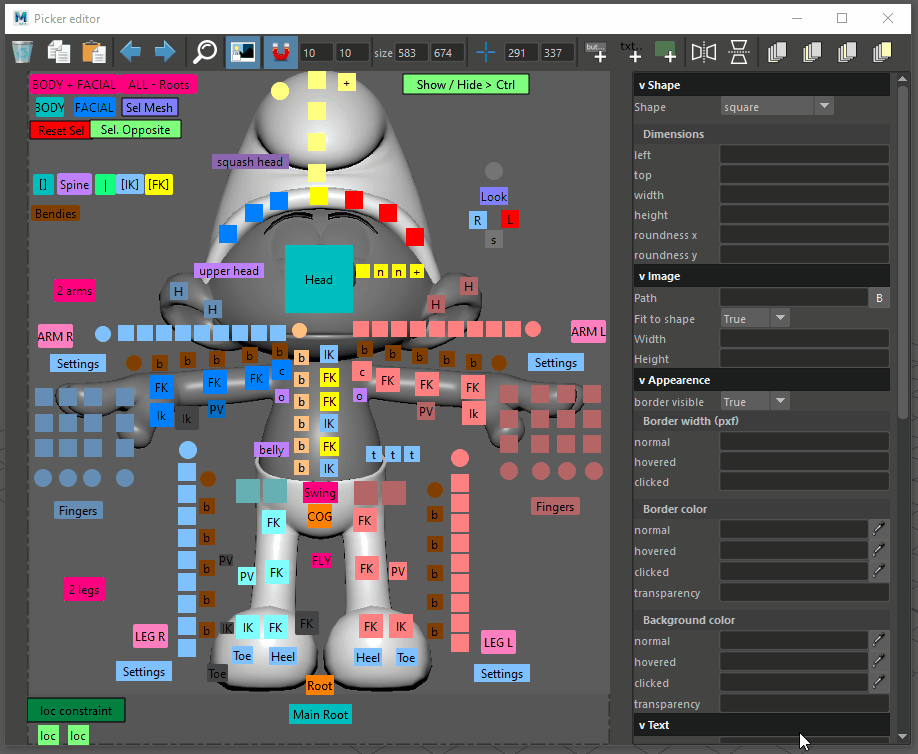 Picker editor
10 10 size 583 674 291 337 but... txt...
BODY + FACIAL ALL - Roots
+
Show / Hide > Ctrl
BODY FACIAL Sel Mesh
Reset Sel Sel. Opposite
squash head
[] Spine | [IK] [FK]
Look
Bendies
R L
s
upper head
Head
n n +
2 arms
H H
H H
ARM R ARM L
Settings Settings
b b b b b b IK b b b b b
FK FK FK c b FK c FK FK FK
o b FK o
Ik Ik PV b IK PV Ik
b FK
belly t t t
b IK
Swing
Fingers Fingers
COG
b FK FK b
b b
PV FLY
b PV FK FK PV b
2 legs
b b
b IK IK FK FK FK IK b
LEG R LEG L
Toe Heel Heel Toe
Settings Toe Settings
Root
loc constraint Main Root
loc loc
v Shape
Shape square
Dimensions
left
top
width
height
roundness x
roundness y
v Image
Path B
Fit to shape True
Width
Height
v Appearence
border visible True
Border width (pxf)
normal
hovered
clicked
Border color
normal
hovered
clicked
transparency
Background color
normal
hovered
clicked
transparency
v Text